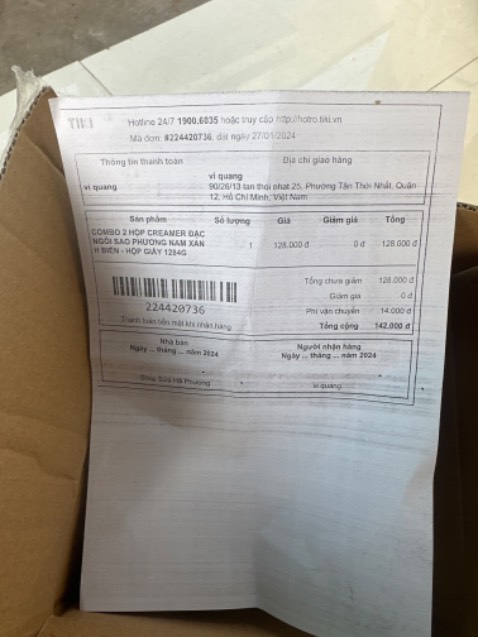 TIKI
Hotline 24/7 1900.6035 hoặc truy cập http://hotro.tiki.vn
Mã đơn: #224420736, đặt ngày 27/01/2024
Thông tin thanh toán
Địa chỉ giao hàng
vi quang
vi quang
90/26/13 tan thoi nhat 25, Phường Tân Thới Nhất, Quận
12, Hồ Chí Minh, Việt Nam
Sản phẩm Số lượng Giá Giảm giá Tổng
COMBO 2 HỘP CREAMER ĐẶC
NGÔI SAO PHƯƠNG NAM XAN
H BIỂN - HỘP GIẤY 1284G
1 128.000 đ 0 đ 128.000 đ
Tổng chưa giảm 128.000 đ
Giảm giá 0 đ
Phí vận chuyển 14.000 đ
Tổng cộng 142.000 đ
224420736
Thanh toán tiền mặt khi nhận hàng
Nhà bán
Ngày ... tháng ... năm 2024
Người nhận hàng
Ngày ... tháng ... năm 2024
Shop Sữa Hà Phương
vi quang